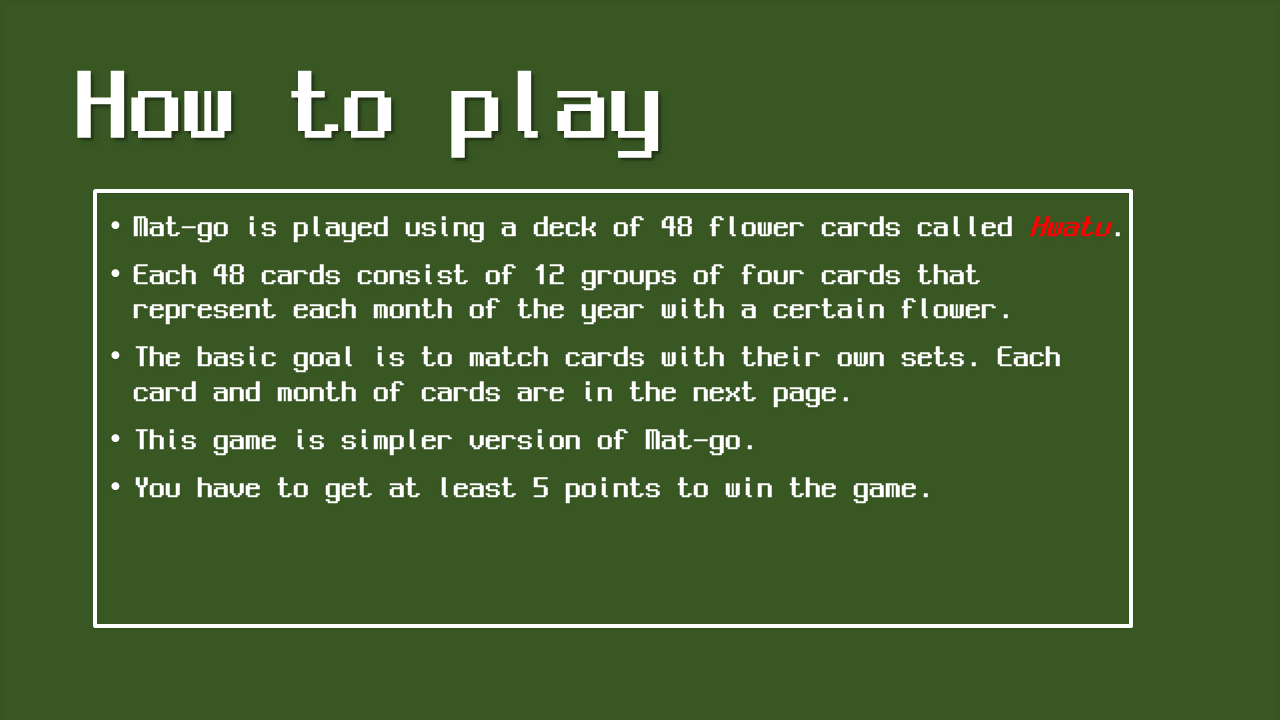 How to play
• Mat-go is played using a deck of 48 flower cards called Hwatu.
• Each 48 cards consist of 12 groups of four cards that
represent each month of the year with a certain flower.
• The basic goal is to match cards with their own sets. Each
card and month of cards are in the next page.
• This game is simpler version of Mat-go.
• You have to get at least 5 points to win the game.